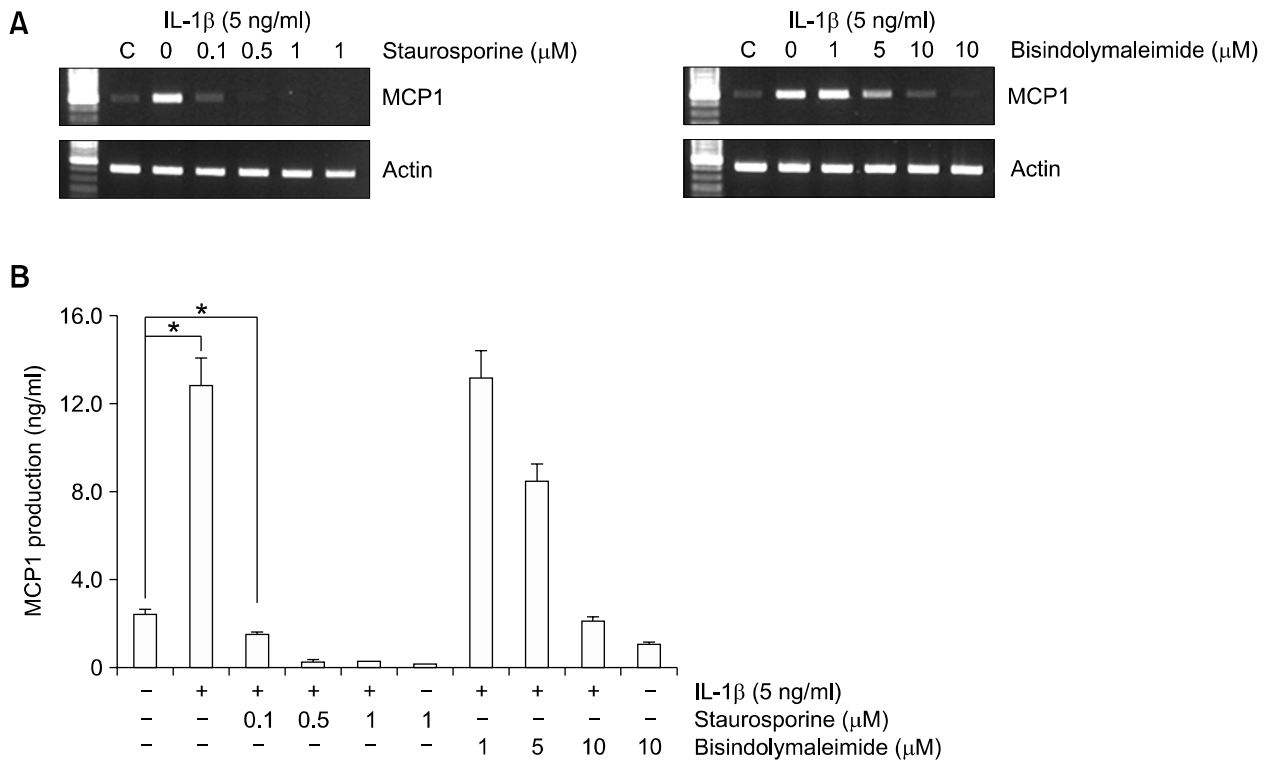 A
IL-1β (5 ng/ml)
C 0 0.1 0.5 1 1 Staurosporine (μM)
MCP1
Actin
IL-1β (5 ng/ml)
C 0 1 5 10 10 Bisindolymaleimide (μM)
MCP1
Actin
B
MCP1 production (ng/ml)
16.0
12.0
8.0
4.0
0
*
*
− + + + + − + + + − IL-1β (5 ng/ml)
− − 0.1 0.5 1 1 − − − − Staurosporine (μM)
− − − − − − 1 5 10 10 Bisindolymaleimide (μM)